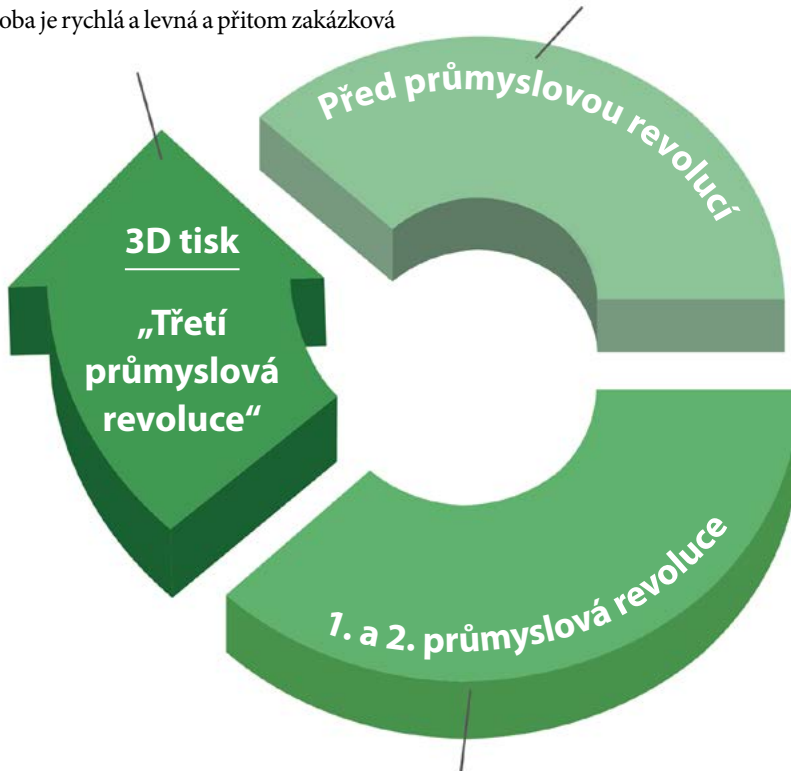 oba je rychlá a levná a přitom zakázková
Před průmyslovou revolucí
3D tisk
„Třetí
průmyslová
revoluce“
1. a 2. průmyslová revoluce